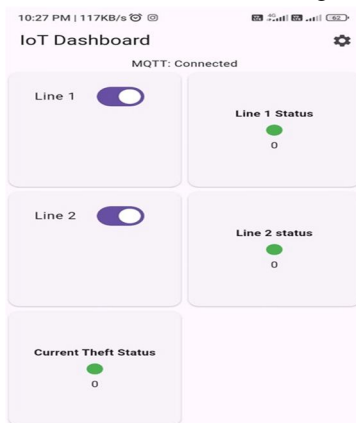 10:27 PM | 117KB/s
IoT Dashboard
MQTT: Connected
Line 1
Line 1 Status
0
Line 2
Line 2 status
0
Current Theft Status
0